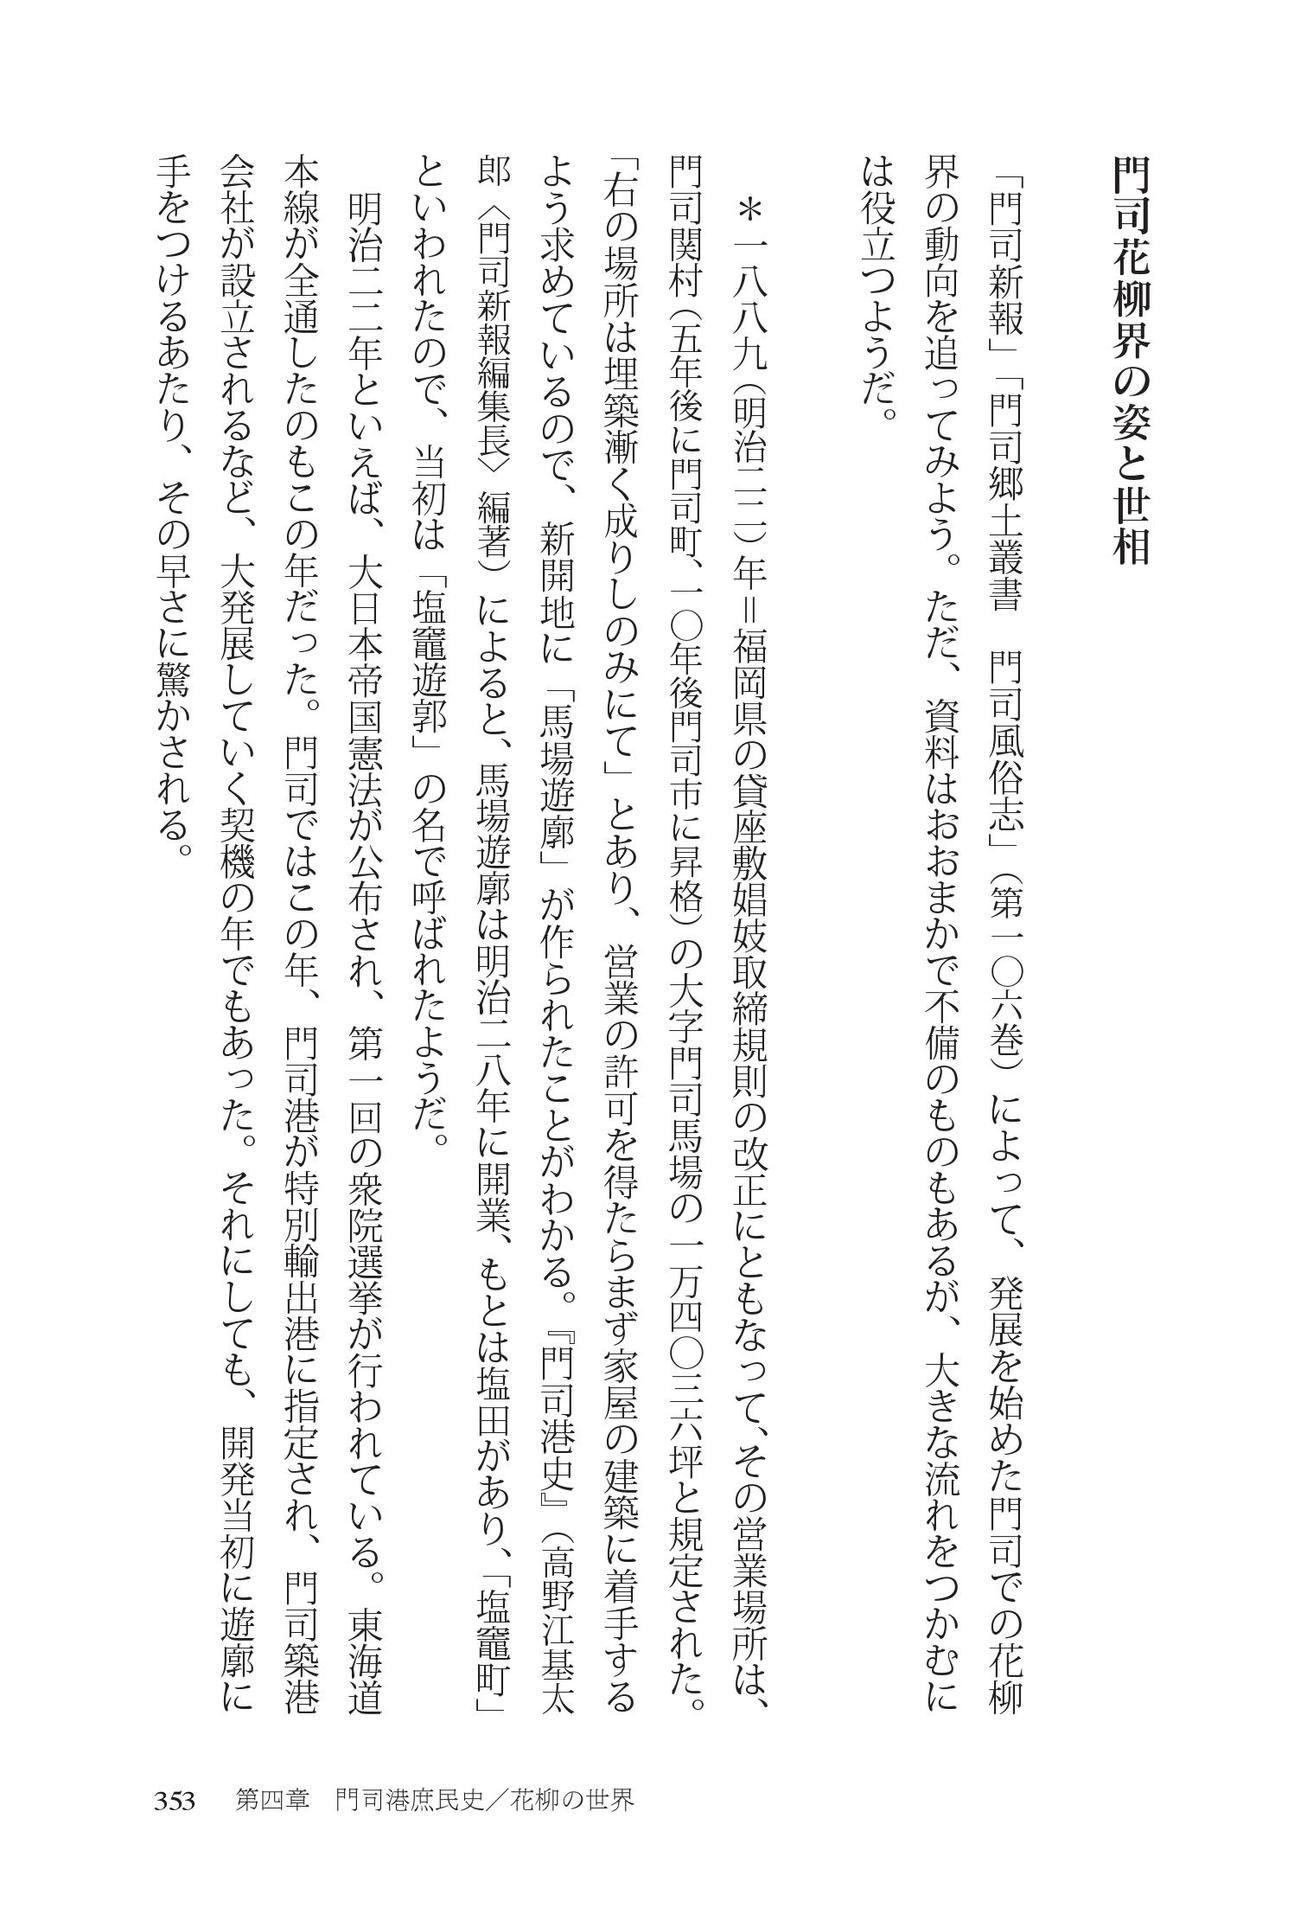 門司花柳界の姿と世相
「門司新報」「門司郷土叢書　門司風俗志」（第一〇六巻）によって、発展を始めた門司での花柳
界の動向を追ってみよう。ただ、資料はおおまかで不備のものもあるが、大きな流れをつかむに
は役立つようだ。
＊一八八九（明治二二）年＝福岡県の貸座敷娼妓取締規則の改正にともなって、その営業場所は、
門司関村（五年後に門司町、一〇年後門司市に昇格）の大字門司馬場の一万四〇三六坪と規定された。
「右の場所は埋築漸く成りしのみにて」とあり、営業の許可を得たらまず家屋の建築に着手する
よう求めているので、新開地に「馬場遊廓」が作られたことがわかる。『門司港史』（高野江基太
郎〈門司新報編集長〉編著）によると、馬場遊廓は明治二八年に開業、もとは塩田があり、「塩竈町」
といわれたので、当初は「塩竈遊郭」の名で呼ばれたようだ。
明治二二年といえば、大日本帝国憲法が公布され、第一回の衆院選挙が行われている。東海道
本線が全通したのもこの年だった。門司ではこの年、門司港が特別輸出港に指定され、門司築港
会社が設立されるなど、大発展していく契機の年でもあった。それにしても、開発当初に遊廓に
手をつけるあたり、その早さに驚かされる。
353　第四章　門司港庶民史／花柳の世界